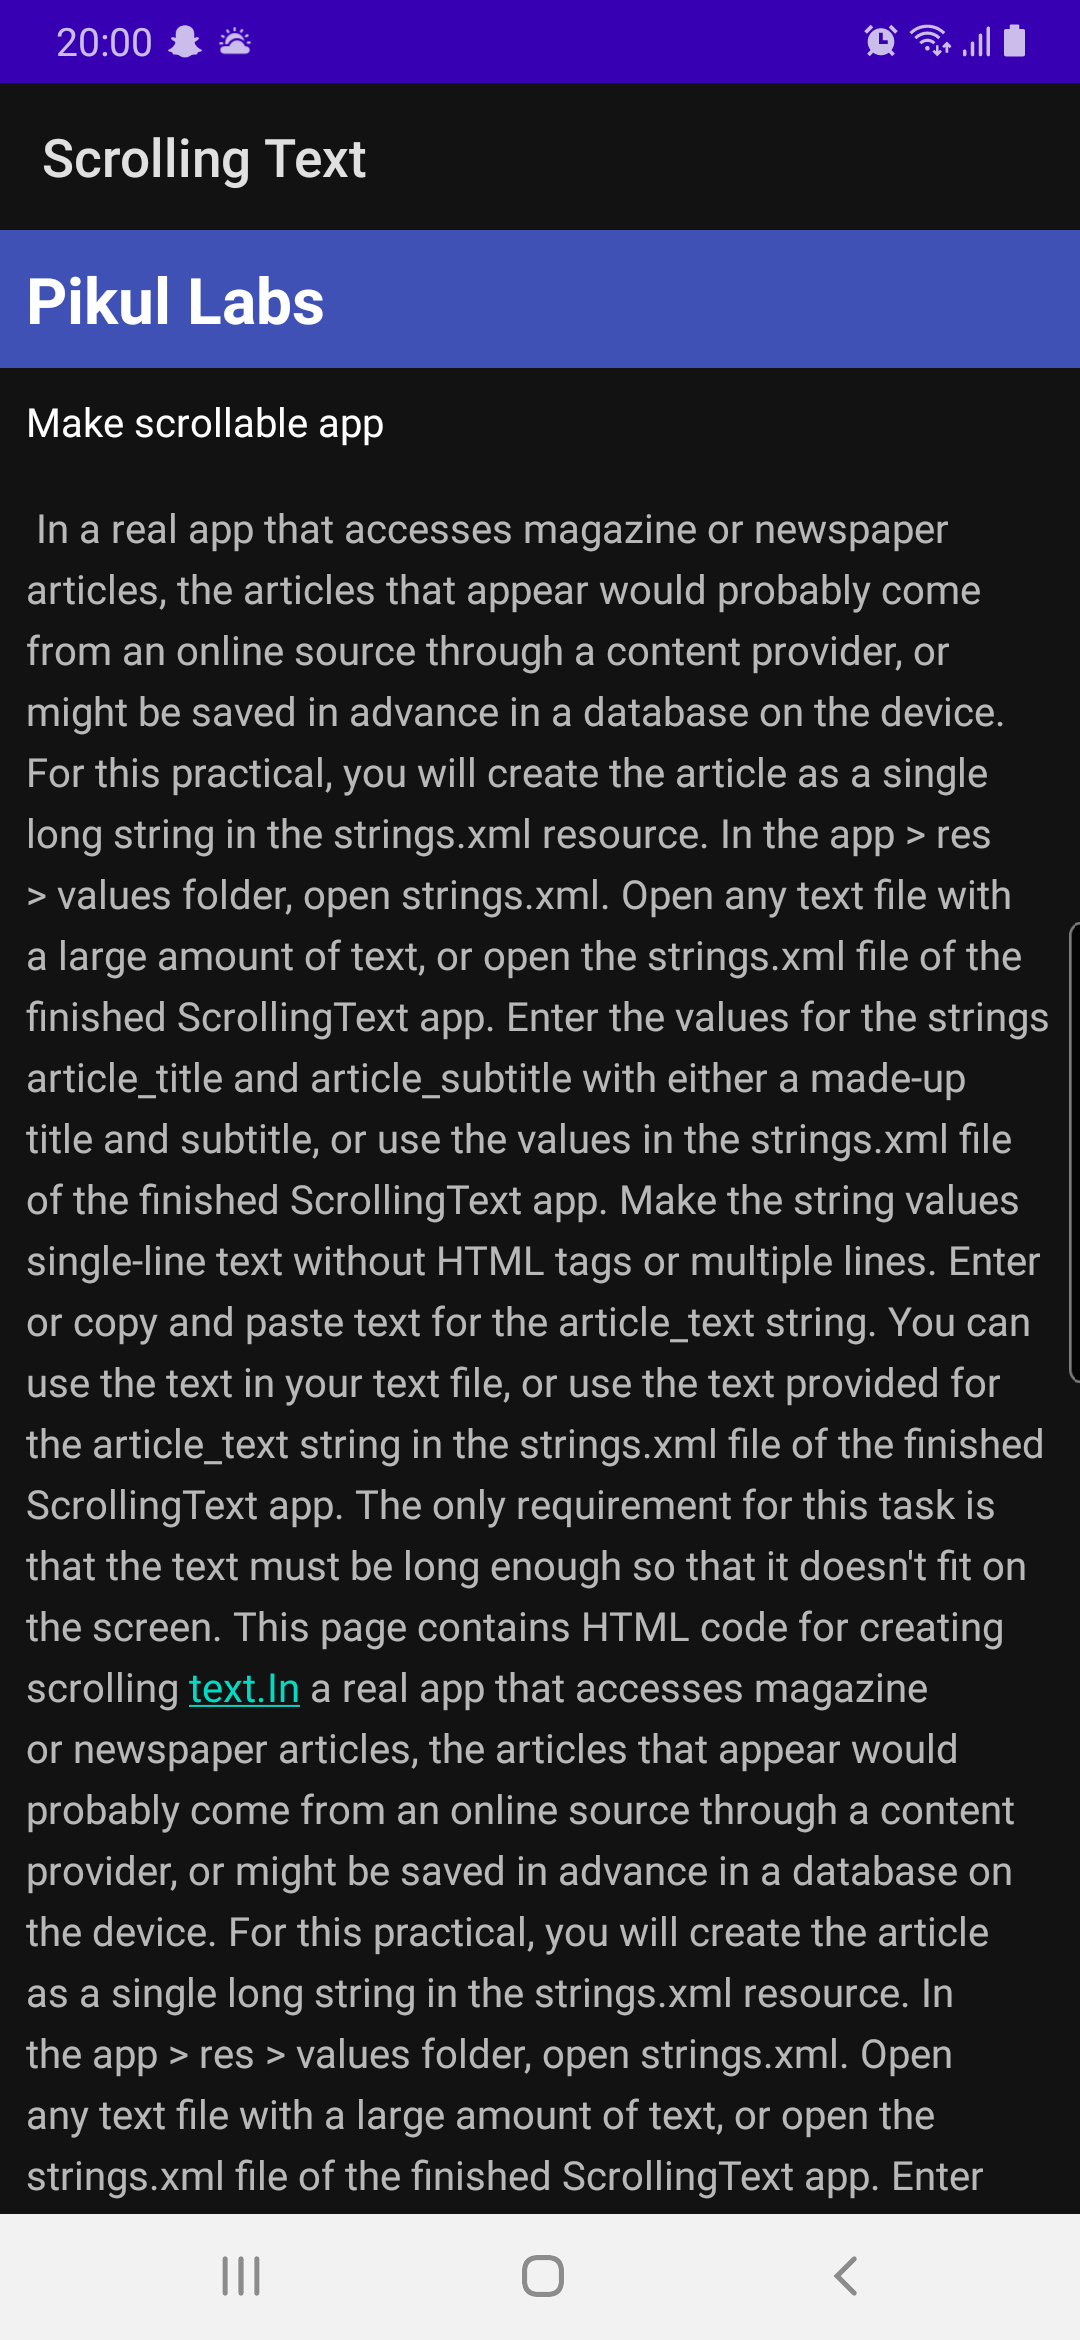 20:00
Scrolling Text
Pikul Labs
Make scrollable app
In a real app that accesses magazine or newspaper
articles, the articles that appear would probably come
from an online source through a content provider, or
might be saved in advance in a database on the device.
For this practical, you will create the article as a single
long string in the strings.xml resource. In the app > res
> values folder, open strings.xml. Open any text file with
a large amount of text, or open the strings.xml file of the
finished ScrollingText app. Enter the values for the strings
article_title and article_subtitle with either a made-up
title and subtitle, or use the values in the strings.xml file
of the finished ScrollingText app. Make the string values
single-line text without HTML tags or multiple lines. Enter
or copy and paste text for the article_text string. You can
use the text in your text file, or use the text provided for
the article_text string in the strings.xml file of the finished
ScrollingText app. The only requirement for this task is
that the text must be long enough so that it doesn't fit on
the screen. This page contains HTML code for creating
scrolling text.In a real app that accesses magazine
or newspaper articles, the articles that appear would
probably come from an online source through a content
provider, or might be saved in advance in a database on
the device. For this practical, you will create the article
as a single long string in the strings.xml resource. In
the app > res > values folder, open strings.xml. Open
any text file with a large amount of text, or open the
strings.xml file of the finished ScrollingText app. Enter